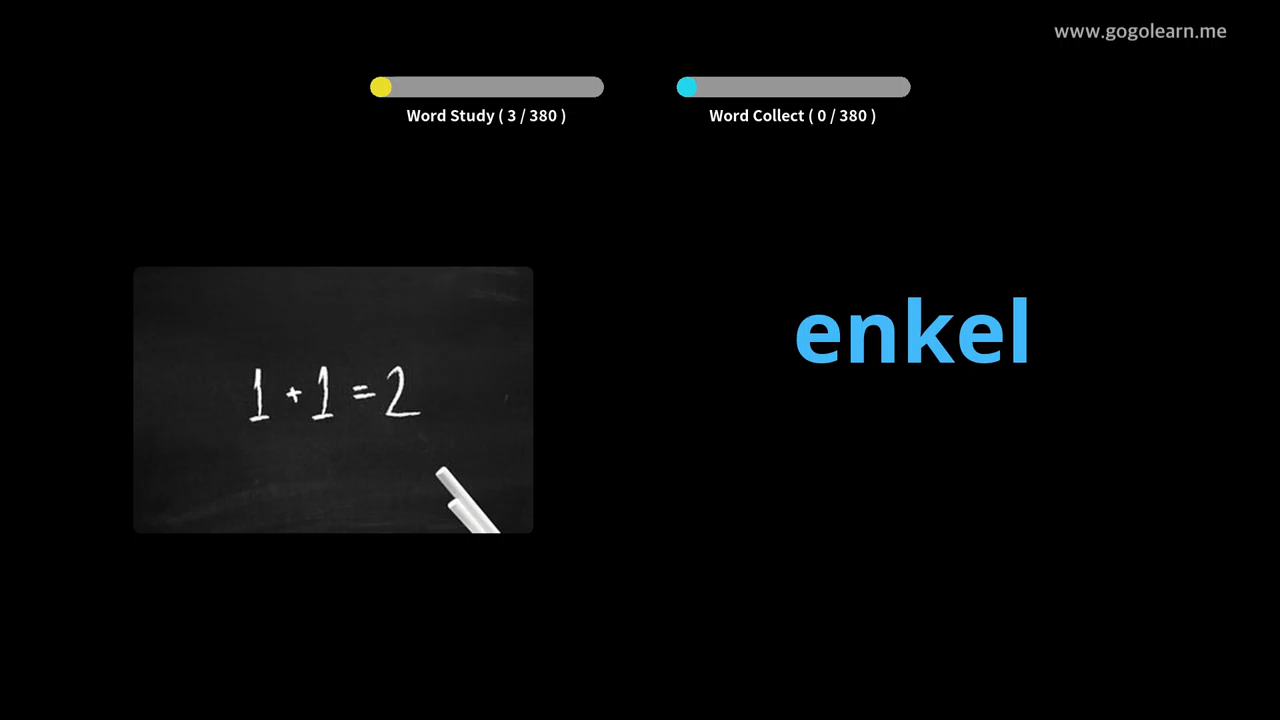 www.gogolearn.me
Word Study ( 3 / 380 )
Word Collect ( 0 / 380 )
enkel
1 + 1 = 2